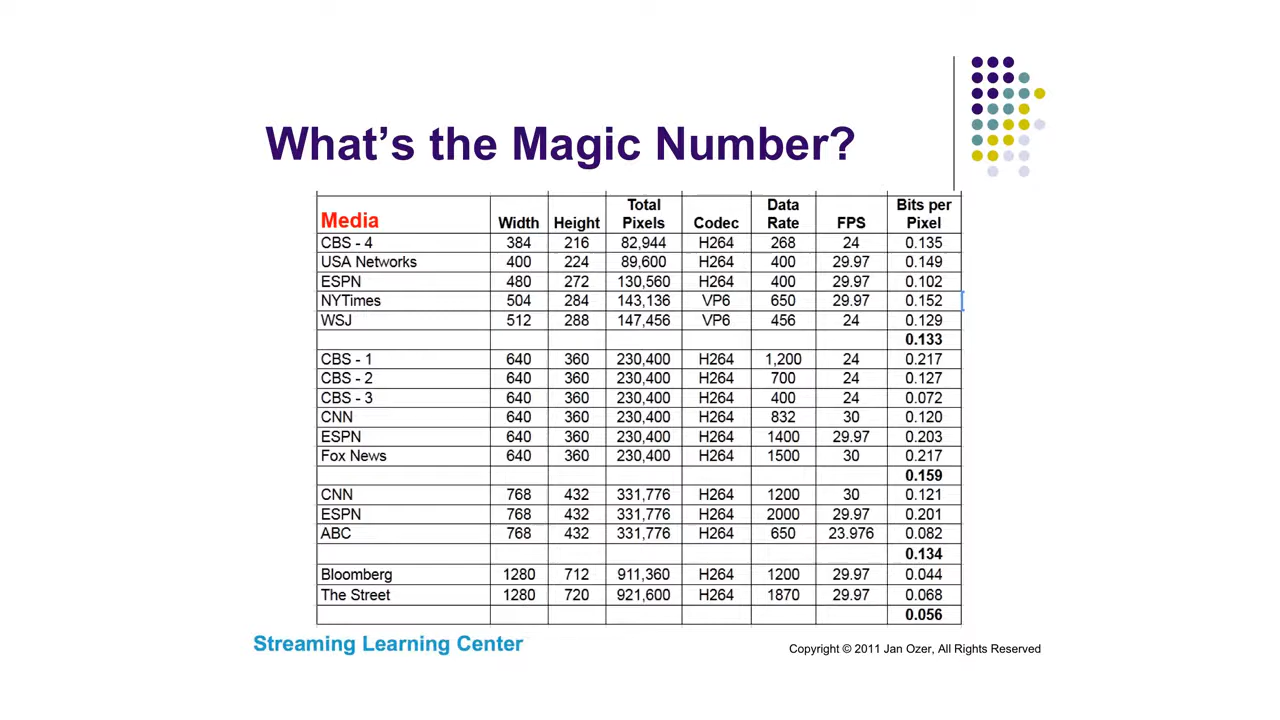 What's the Magic Number?
Media Width Height Total Pixels Codec Data Rate FPS Bits per Pixel
CBS - 4 384 216 82,944 H264 268 24 0.135
USA Networks 400 224 89,600 H264 400 29.97 0.149
ESPN 480 272 130,560 H264 400 29.97 0.102
NYTimes 504 284 143,136 VP6 650 29.97 0.152
WSJ 512 288 147,456 VP6 456 24 0.129
0.133
CBS - 1 640 360 230,400 H264 1,200 24 0.217
CBS - 2 640 360 230,400 H264 700 24 0.127
CBS - 3 640 360 230,400 H264 400 24 0.072
CNN 640 360 230,400 H264 832 30 0.120
ESPN 640 360 230,400 H264 1400 29.97 0.203
Fox News 640 360 230,400 H264 1500 30 0.217
0.159
CNN 768 432 331,776 H264 1200 30 0.121
ESPN 768 432 331,776 H264 2000 29.97 0.201
ABC 768 432 331,776 H264 650 23.976 0.082
0.134
Bloomberg 1280 712 911,360 H264 1200 29.97 0.044
The Street 1280 720 921,600 H264 1870 29.97 0.068
0.056
Streaming Learning Center
Copyright © 2011 Jan Ozer, All Rights Reserved